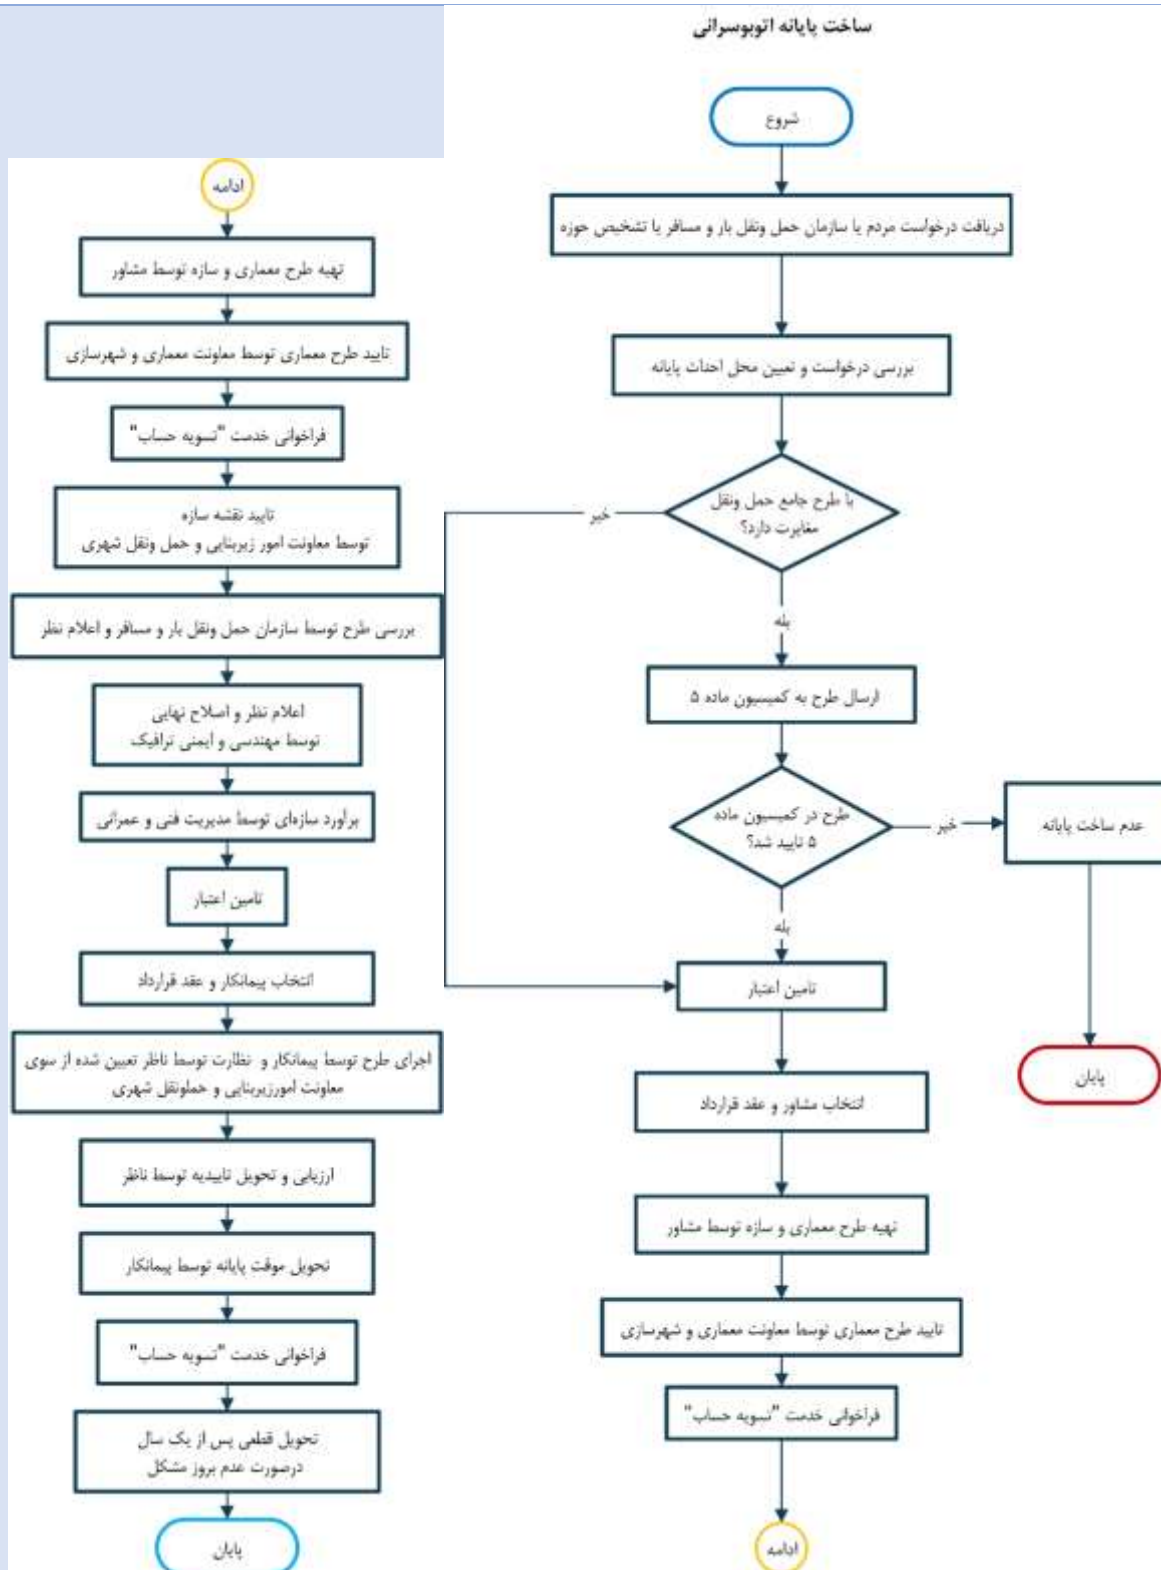 ساخت پایانه اتوبوسرانی
شروع
دریافت درخواست مردم یا سازمان حمل ونقل بار و مسافر یا تشخیص حوزه
بررسی درخواست و تعیین محل احداث پایانه
با طرح جامع حمل ونقل
مغایرت دارد؟
خیر
بله
ارسال طرح به کمیسیون ماده ۵
طرح در کمیسیون ماده
۵ تایید شد؟
خیر
عدم ساخت پایانه
پایان
بله
تامین اعتبار
انتخاب مشاور و عقد قرارداد
تهیه طرح معماری و سازه توسط مشاور
تایید طرح معماری توسط معاونت معماری و شهرسازی
فراخوانی خدمت "تسویه حساب"
ادامه
ادامه
تهیه طرح معماری و سازه توسط مشاور
تایید طرح معماری توسط معاونت معماری و شهرسازی
فراخوانی خدمت "تسویه حساب"
تایید نقشه سازه
توسط معاونت امور زیربنایی و حمل ونقل شهری
بررسی طرح توسط سازمان حمل ونقل بار و مسافر و اعلام نظر
اعلام نظر و اصلاح نهایی
توسط مهندسی و ایمنی ترافیک
برآورد سازه‌ای توسط مدیریت فنی و عمرانی
تامین اعتبار
انتخاب پیمانکار و عقد قرارداد
اجرای طرح توسط پیمانکار و نظارت توسط ناظر تعیین شده از سوی
معاونت امورزیربنایی و حملونقل شهری
ارزیابی و تحویل تاییدیه توسط ناظر
تحویل موقت پایانه توسط پیمانکار
فراخوانی خدمت "تسویه حساب"
تحویل قطعی پس از یک سال
درصورت عدم بروز مشکل
پایان